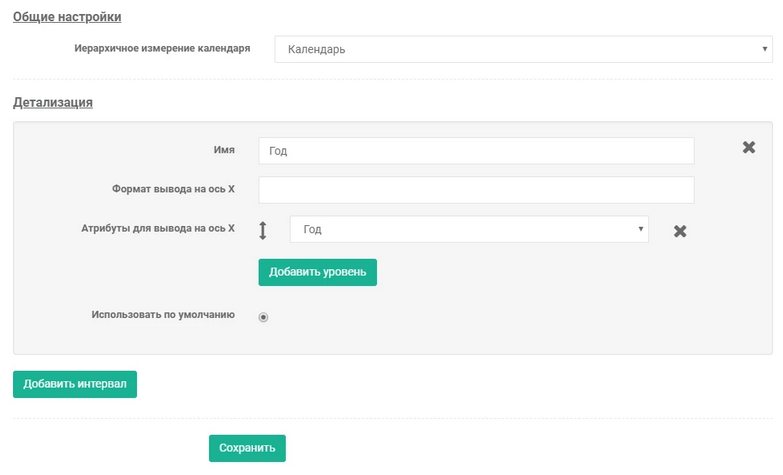 Общие настройки
Иерархичное измерение календаря Календарь
Детализация
Имя Год
Формат вывода на ось X
Атрибуты для вывода на ось X Год
Добавить уровень
Использовать по умолчанию
Добавить интервал
Сохранить